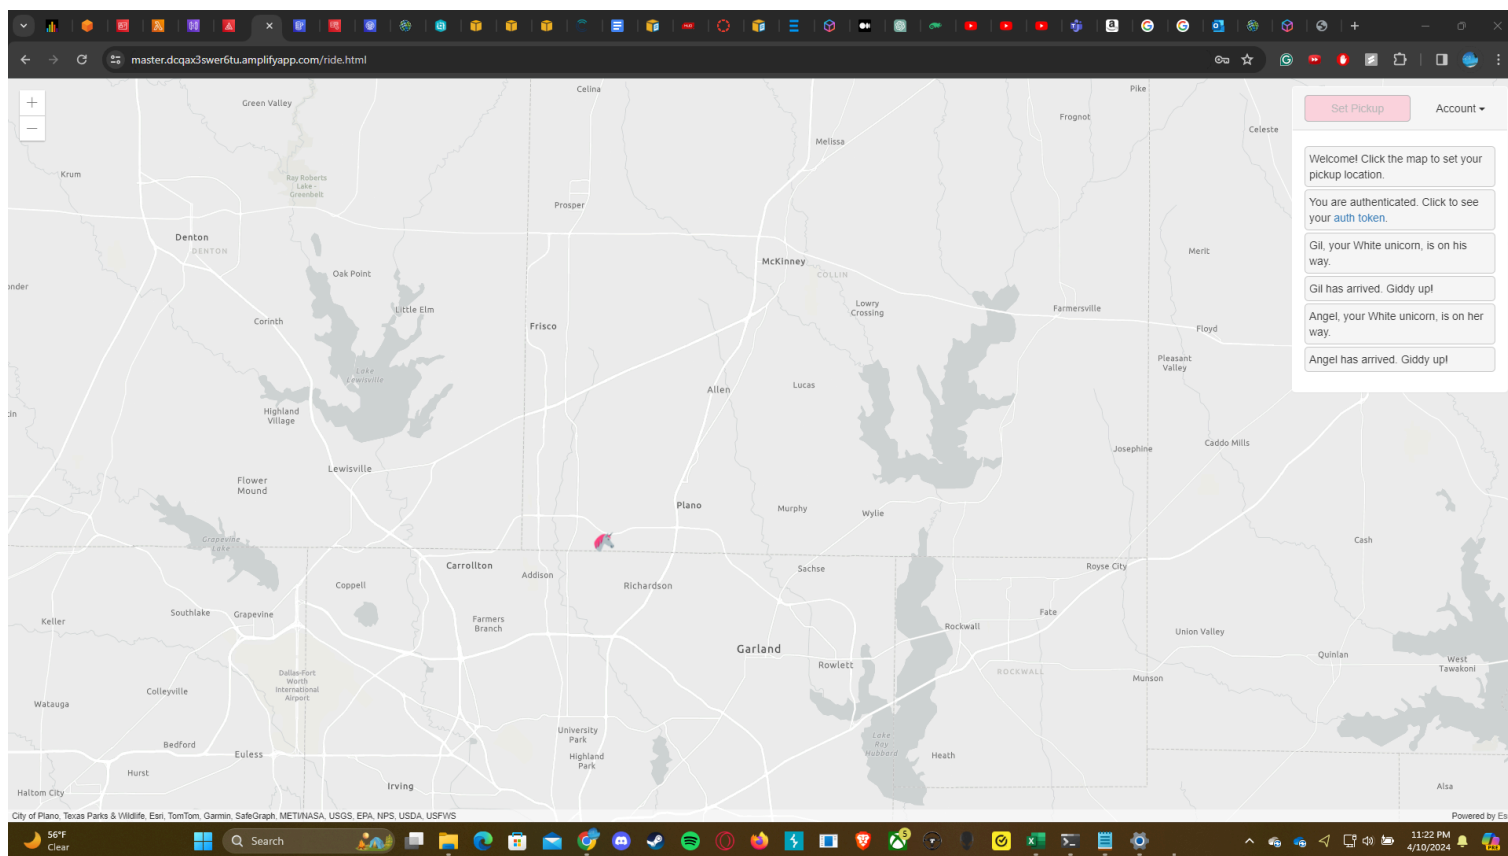 master.dcqax3swer6tu.amplifyapp.com/ride.html
+
−
Celina
Pike
Green Valley
Frognot
Set Pickup
Account
Celeste
Melissa
Welcome! Click the map to set your
pickup location.
Krum
Ray Roberts
Lake -
Greenbelt
You are authenticated. Click to see
your auth token.
Prosper
Denton
DENTON
Merit
Gil, your White unicorn, is on his
way.
McKinney
COLLIN
Oak Point
Gil has arrived. Giddy up!
onder
Little Elm
Lowry
Crossing
Farmersville
Angel, your White unicorn, is on her
way.
Corinth
Frisco
Floyd
Angel has arrived. Giddy up!
Pleasant
Valley
Lake
Lewisville
Allen
Lucas
Highland
Village
Caddo Mills
Josephine
Lewisville
Flower
Mound
Plano
Murphy
Wylie
Grapevine
Lake
Cash
Carrollton
Addison
Sachse
Royse City
Coppell
Richardson
Southlake
Grapevine
Keller
Farmers
Branch
Fate
Rockwall
Union Valley
Garland
Rowlett
Quinlan
West
Tawakoni
ROCKWALL
Munson
Dallas-Fort
Worth
International
Airport
Colleyville
Watauga
University
Park
Lake
Ray
Hubbard
Bedford
Euless
Highland
Park
Heath
Hurst
Irving
Haltom City
Alsa
City of Plano, Texas Parks & Wildlife, Esri, TomTom, Garmin, SafeGraph, METI/NASA, USGS, EPA, NPS, USDA, USFWS
Powered by Es
56°F
Clear
Search
5
11:22 PM
4/10/2024